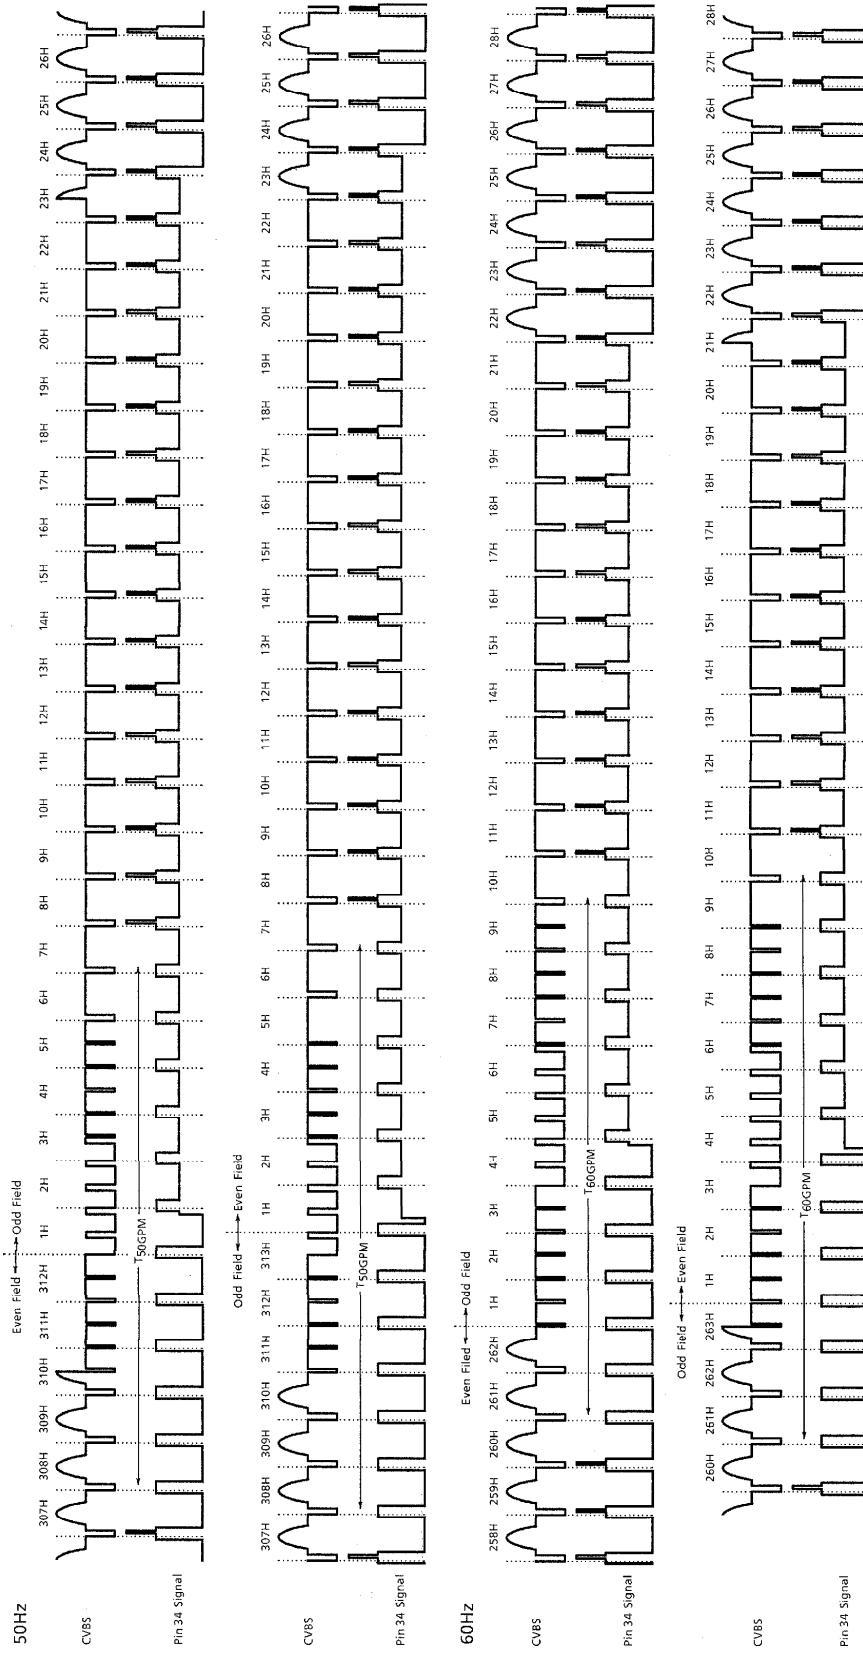 50Hz
Even Field Odd Field
307H 308H 309H 310H 311H 312H 1H 2H 3H 4H 5H 6H 7H 8H 9H 10H 11H 12H 13H 14H 15H 16H 17H 18H 19H 20H 21H 22H 23H 24H 25H 26H
CVBS
T50GPM
Pin 34 Signal
Odd Field Even Field
307H 308H 309H 310H 311H 312H 313H 1H 2H 3H 4H 5H 6H 7H 8H 9H 10H 11H 12H 13H 14H 15H 16H 17H 18H 19H 20H 21H 22H 23H 24H 25H 26H
CVBS
T50GPM
Pin 34 Signal
60Hz
Even Filed Odd Field
258H 259H 260H 261H 262H 1H 2H 3H 4H 5H 6H 7H 8H 9H 10H 11H 12H 13H 14H 15H 16H 17H 18H 19H 20H 21H 22H 23H 24H 25H 26H 27H 28H
CVBS
T60GPM
Pin 34 Signal
Odd Field Even Field
260H 261H 262H 263H 1H 2H 3H 4H 5H 6H 7H 8H 9H 10H 11H 12H 13H 14H 15H 16H 17H 18H 19H 20H 21H 22H 23H 24H 25H 26H 27H 28H
CVBS
T60GPM
Pin 34 Signal